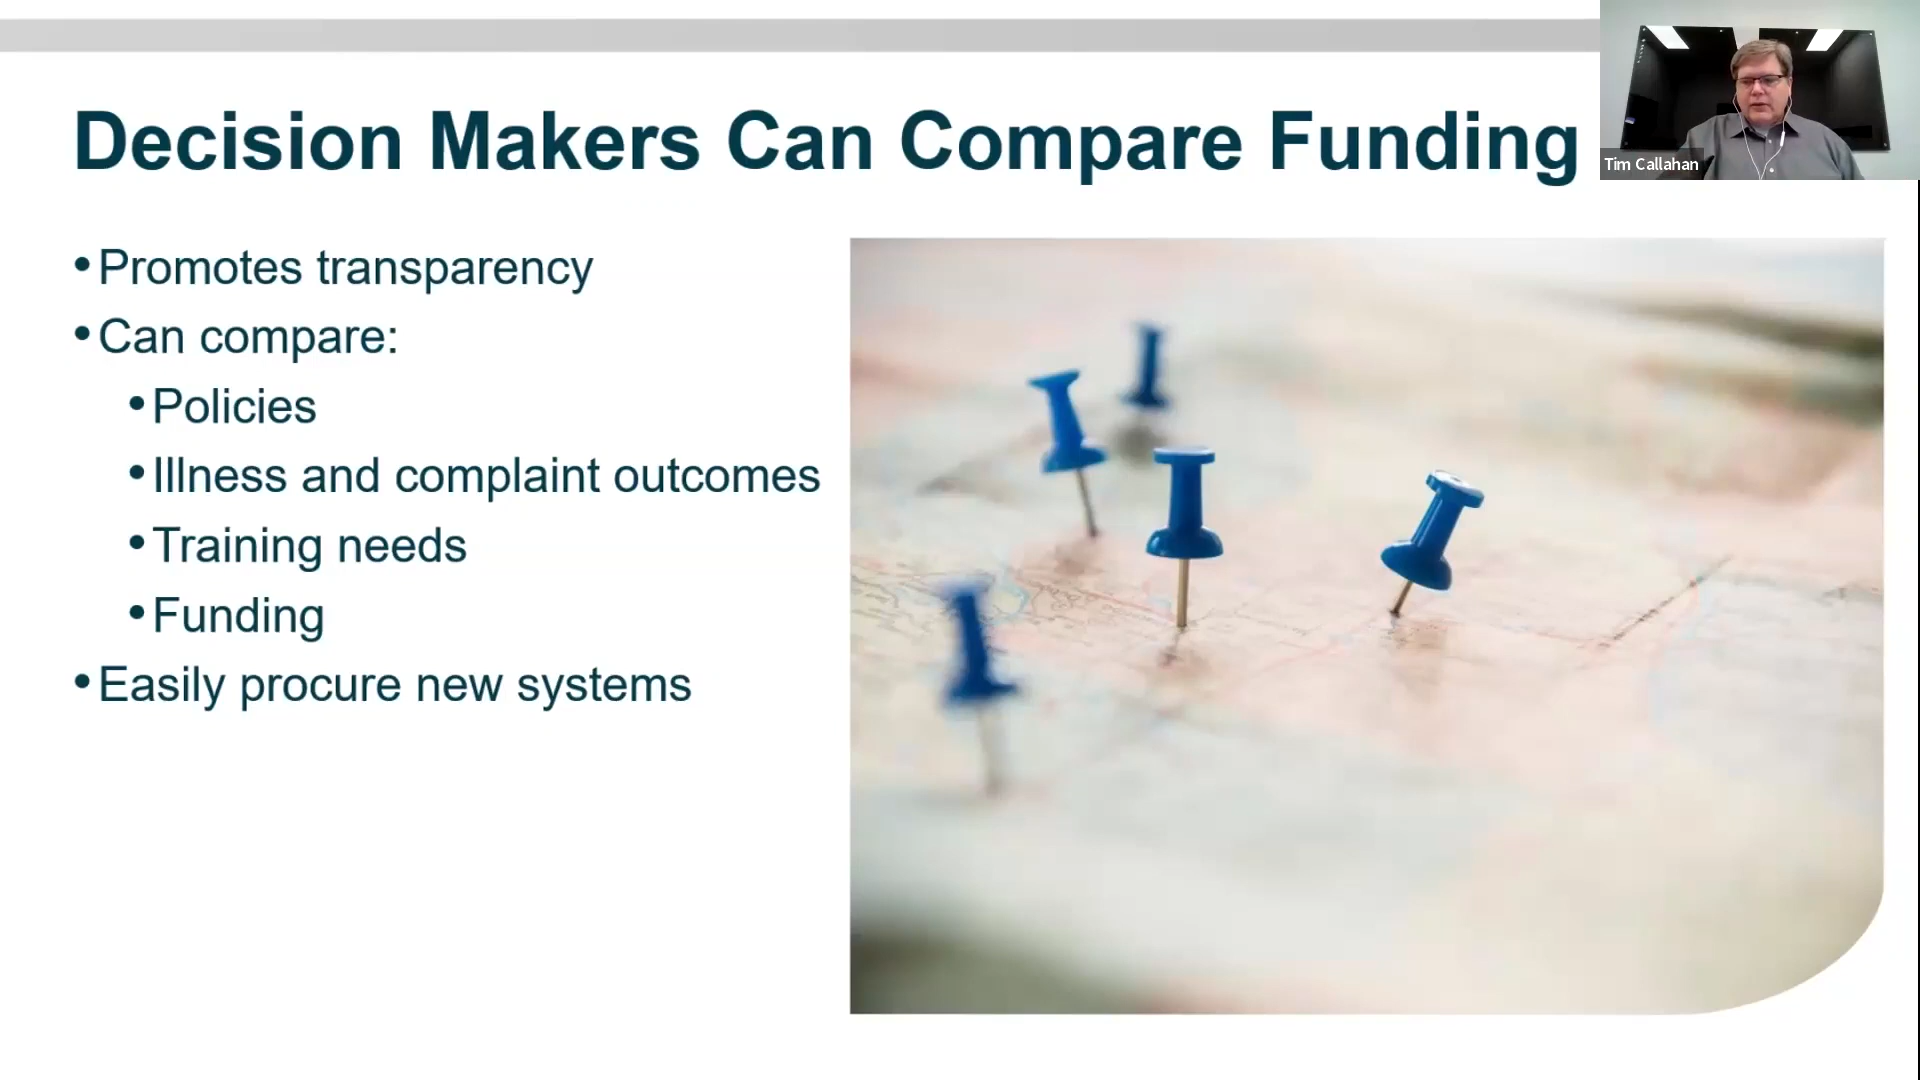 Decision Makers Can Compare Funding
Tim Callahan
•Promotes transparency
•Can compare:
•Policies
•Illness and complaint outcomes
•Training needs
•Funding
•Easily procure new systems